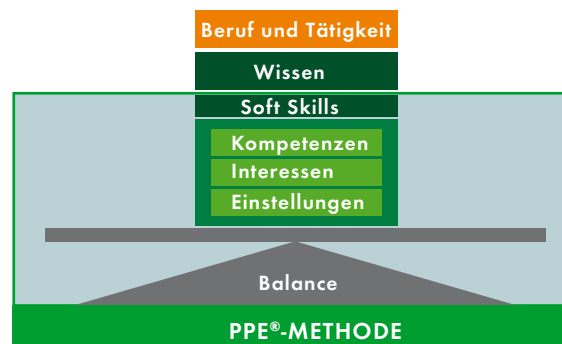 Beruf und Tätigkeit
Wissen
Soft Skills
Kompetenzen
Interessen
Einstellungen
Balance
PPE®-METHODE